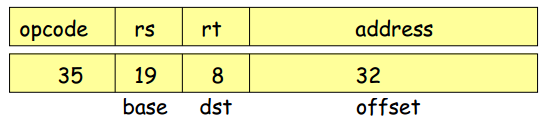 opcode rs rt address
35 19 8 32
base dst offset